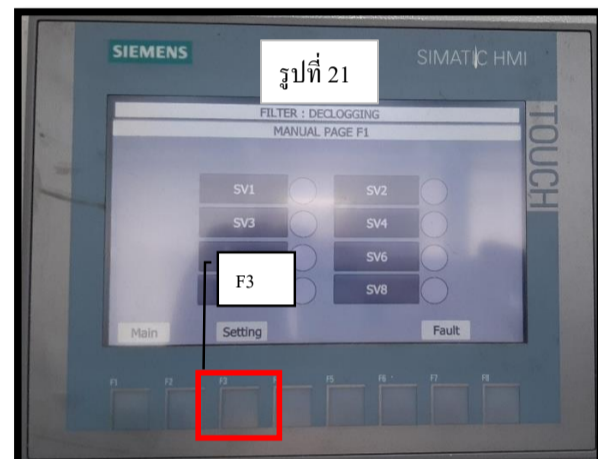 SIEMENS
SIMATIC HMI
รูปที่ 21
TOUCH
FILTER : DECLOGGING
MANUAL PAGE F1
SV1
SV2
SV3
SV4
SV6
F3
SV8
Main
Setting
Fault
F1 F2 F3 F5 F6 F7 F8